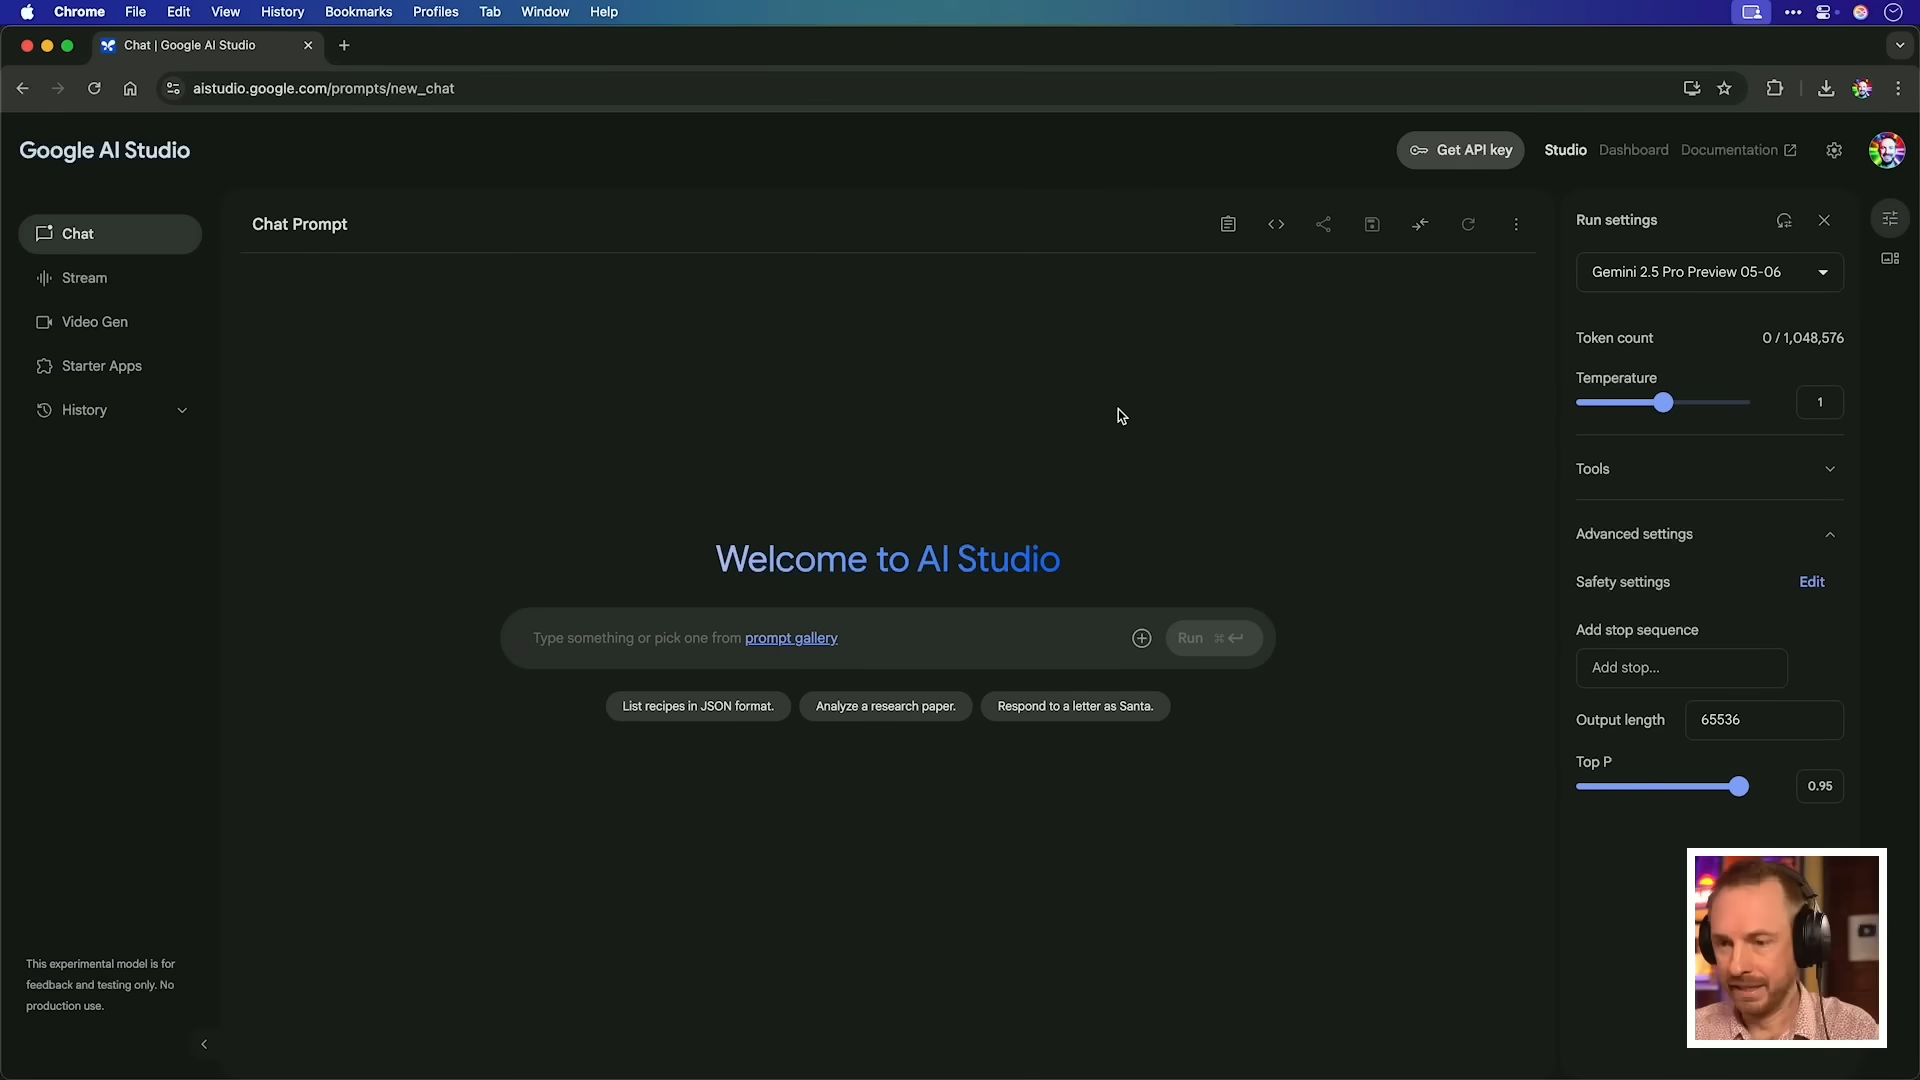 Chrome File Edit View History Bookmarks Profiles Tab Window Help
Chat | Google AI Studio
aistudio.google.com/prompts/new_chat
Google AI Studio
Get API key
Studio
Dashboard
Documentation
Chat
Stream
Video Gen
Starter Apps
History
This experimental model is for
feedback and testing only. No
production use.
Chat Prompt
Welcome to AI Studio
Type something or pick one from prompt gallery
Run ⌘↵
List recipes in JSON format.
Analyze a research paper.
Respond to a letter as Santa.
Run settings
Gemini 2.5 Pro Preview 05-06
Token count 0 / 1,048,576
Temperature
1
Tools
Advanced settings
Safety settings Edit
Add stop sequence
Add stop...
Output length 65536
Top P
0.95